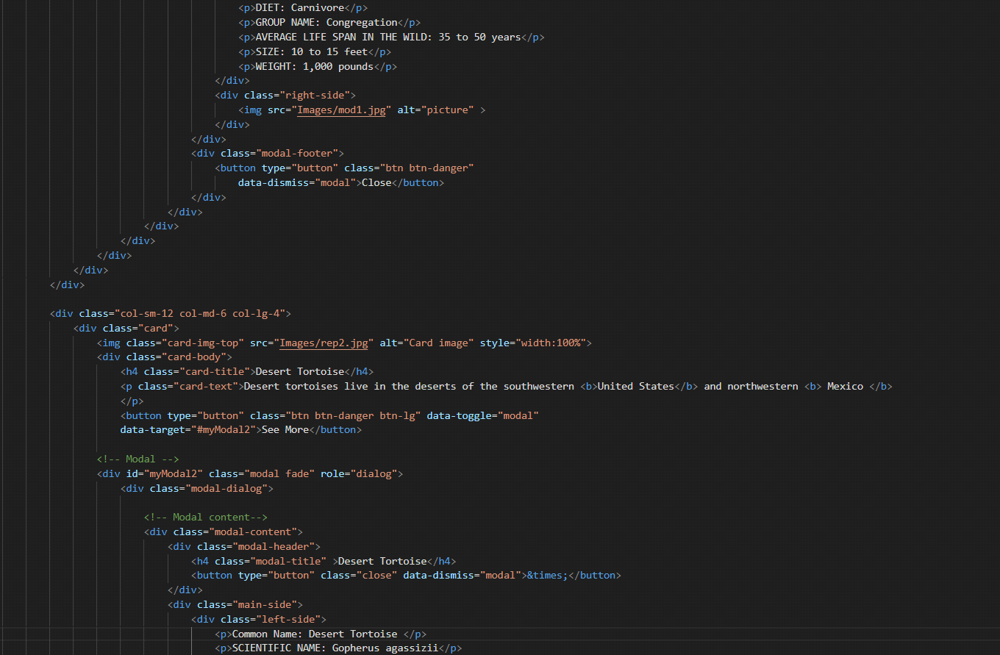 <p>DIET: Carnivore</p>
<p>GROUP NAME: Congregation</p>
<p>AVERAGE LIFE SPAN IN THE WILD: 35 to 50 years</p>
<p>SIZE: 10 to 15 feet</p>
<p>WEIGHT: 1,000 pounds</p>
</div>
<div class="right-side">
<img src="Images/mod1.jpg" alt="picture" >
</div>
</div>
<div class="modal-footer">
<button type="button" class="btn btn-danger"
data-dismiss="modal">Close</button>
</div>
</div>
</div>
</div>
</div>
</div>
</div>
<div class="col-sm-12 col-md-6 col-lg-4">
<div class="card">
<img class="card-img-top" src="Images/rep2.jpg" alt="Card image" style="width:100%">
<div class="card-body">
<h4 class="card-title">Desert Tortoise</h4>
<p class="card-text">Desert tortoises live in the deserts of the southwestern <b>United States</b> and northwestern <b> Mexico </b>
</p>
<button type="button" class="btn btn-danger btn-lg" data-toggle="modal"
data-target="#myModal2">See More</button>
<!-- Modal -->
<div id="myModal2" class="modal fade" role="dialog">
<div class="modal-dialog">
<!-- Modal content-->
<div class="modal-content">
<div class="modal-header">
<h4 class="modal-title" >Desert Tortoise</h4>
<button type="button" class="close" data-dismiss="modal">&times;</button>
</div>
<div class="main-side">
<div class="left-side">
<p>Common Name: Desert Tortoise </p>
<p>SCIENTIFIC NAME: Gopherus agassizii</p>